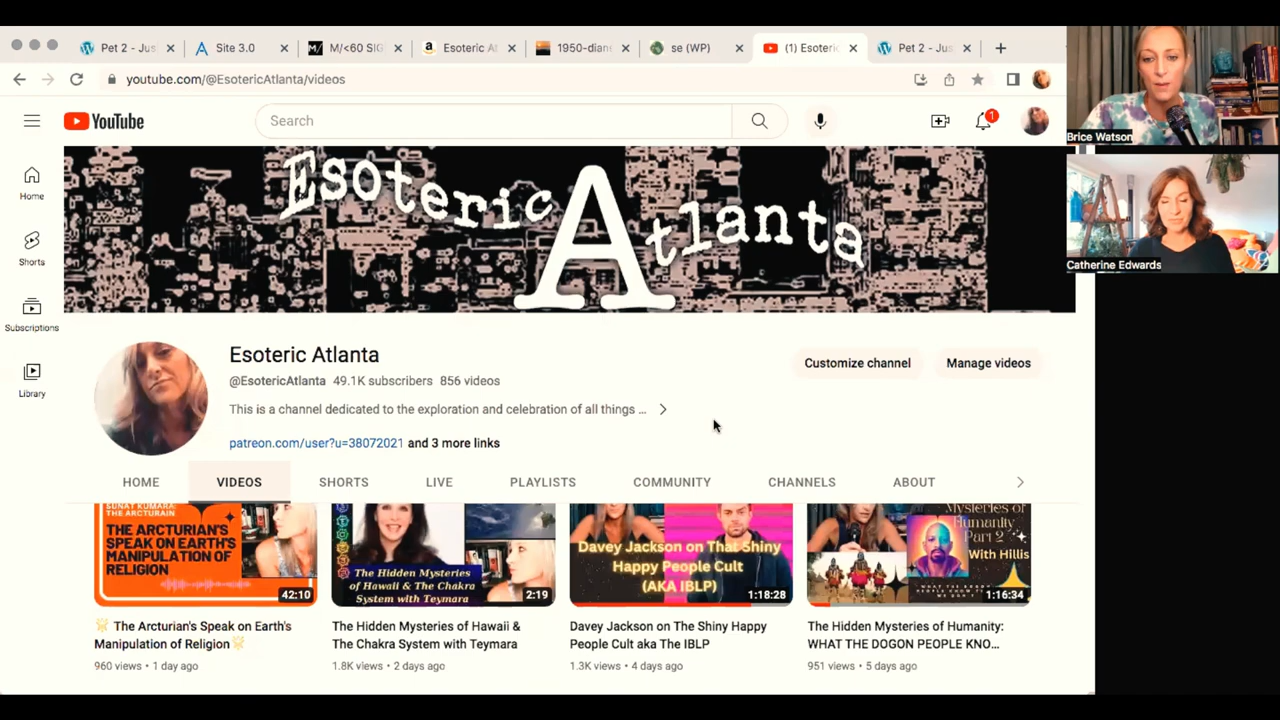 Pet 2 - Jus
Site 3.0
M/<60 SIG
Esoteric At
1950-dian
se (WP)
(1) Esoteri
Pet 2 - Jus
youtube.com/@EsotericAtlanta/videos
YouTube
Search
1
Brice Watson
Catherine Edwards
Home
Shorts
Subscriptions
Library
Esoteric Atlanta
Esoteric Atlanta
@EsotericAtlanta 49.1K subscribers 856 videos
This is a channel dedicated to the exploration and celebration of all things ...
patreon.com/user?u=38072021 and 3 more links
Customize channel
Manage videos
HOME
VIDEOS
SHORTS
LIVE
PLAYLISTS
COMMUNITY
CHANNELS
ABOUT
SUNAT KUMARA:
THE ARCTURAIN
THE ARCTURIAN'S
SPEAK ON EARTH'S
MANIPULATION OF
RELIGION
42:10
The Arcturian's Speak on Earth's
Manipulation of Religion
960 views • 1 day ago
The Hidden Mysteries
of Hawaii & The Chakra
System with Teymara
2:19
The Hidden Mysteries of Hawaii &
The Chakra System with Teymara
1.8K views • 2 days ago
Davey Jackson on That Shiny
Happy People Cult
(AKA IBLP)
1:18:28
Davey Jackson on The Shiny Happy
People Cult aka The IBLP
1.3K views • 4 days ago
Mysteries of
Humanity
Part 2
With Hillis
1:16:34
The Hidden Mysteries of Humanity:
WHAT THE DOGON PEOPLE KNO...
951 views • 5 days ago